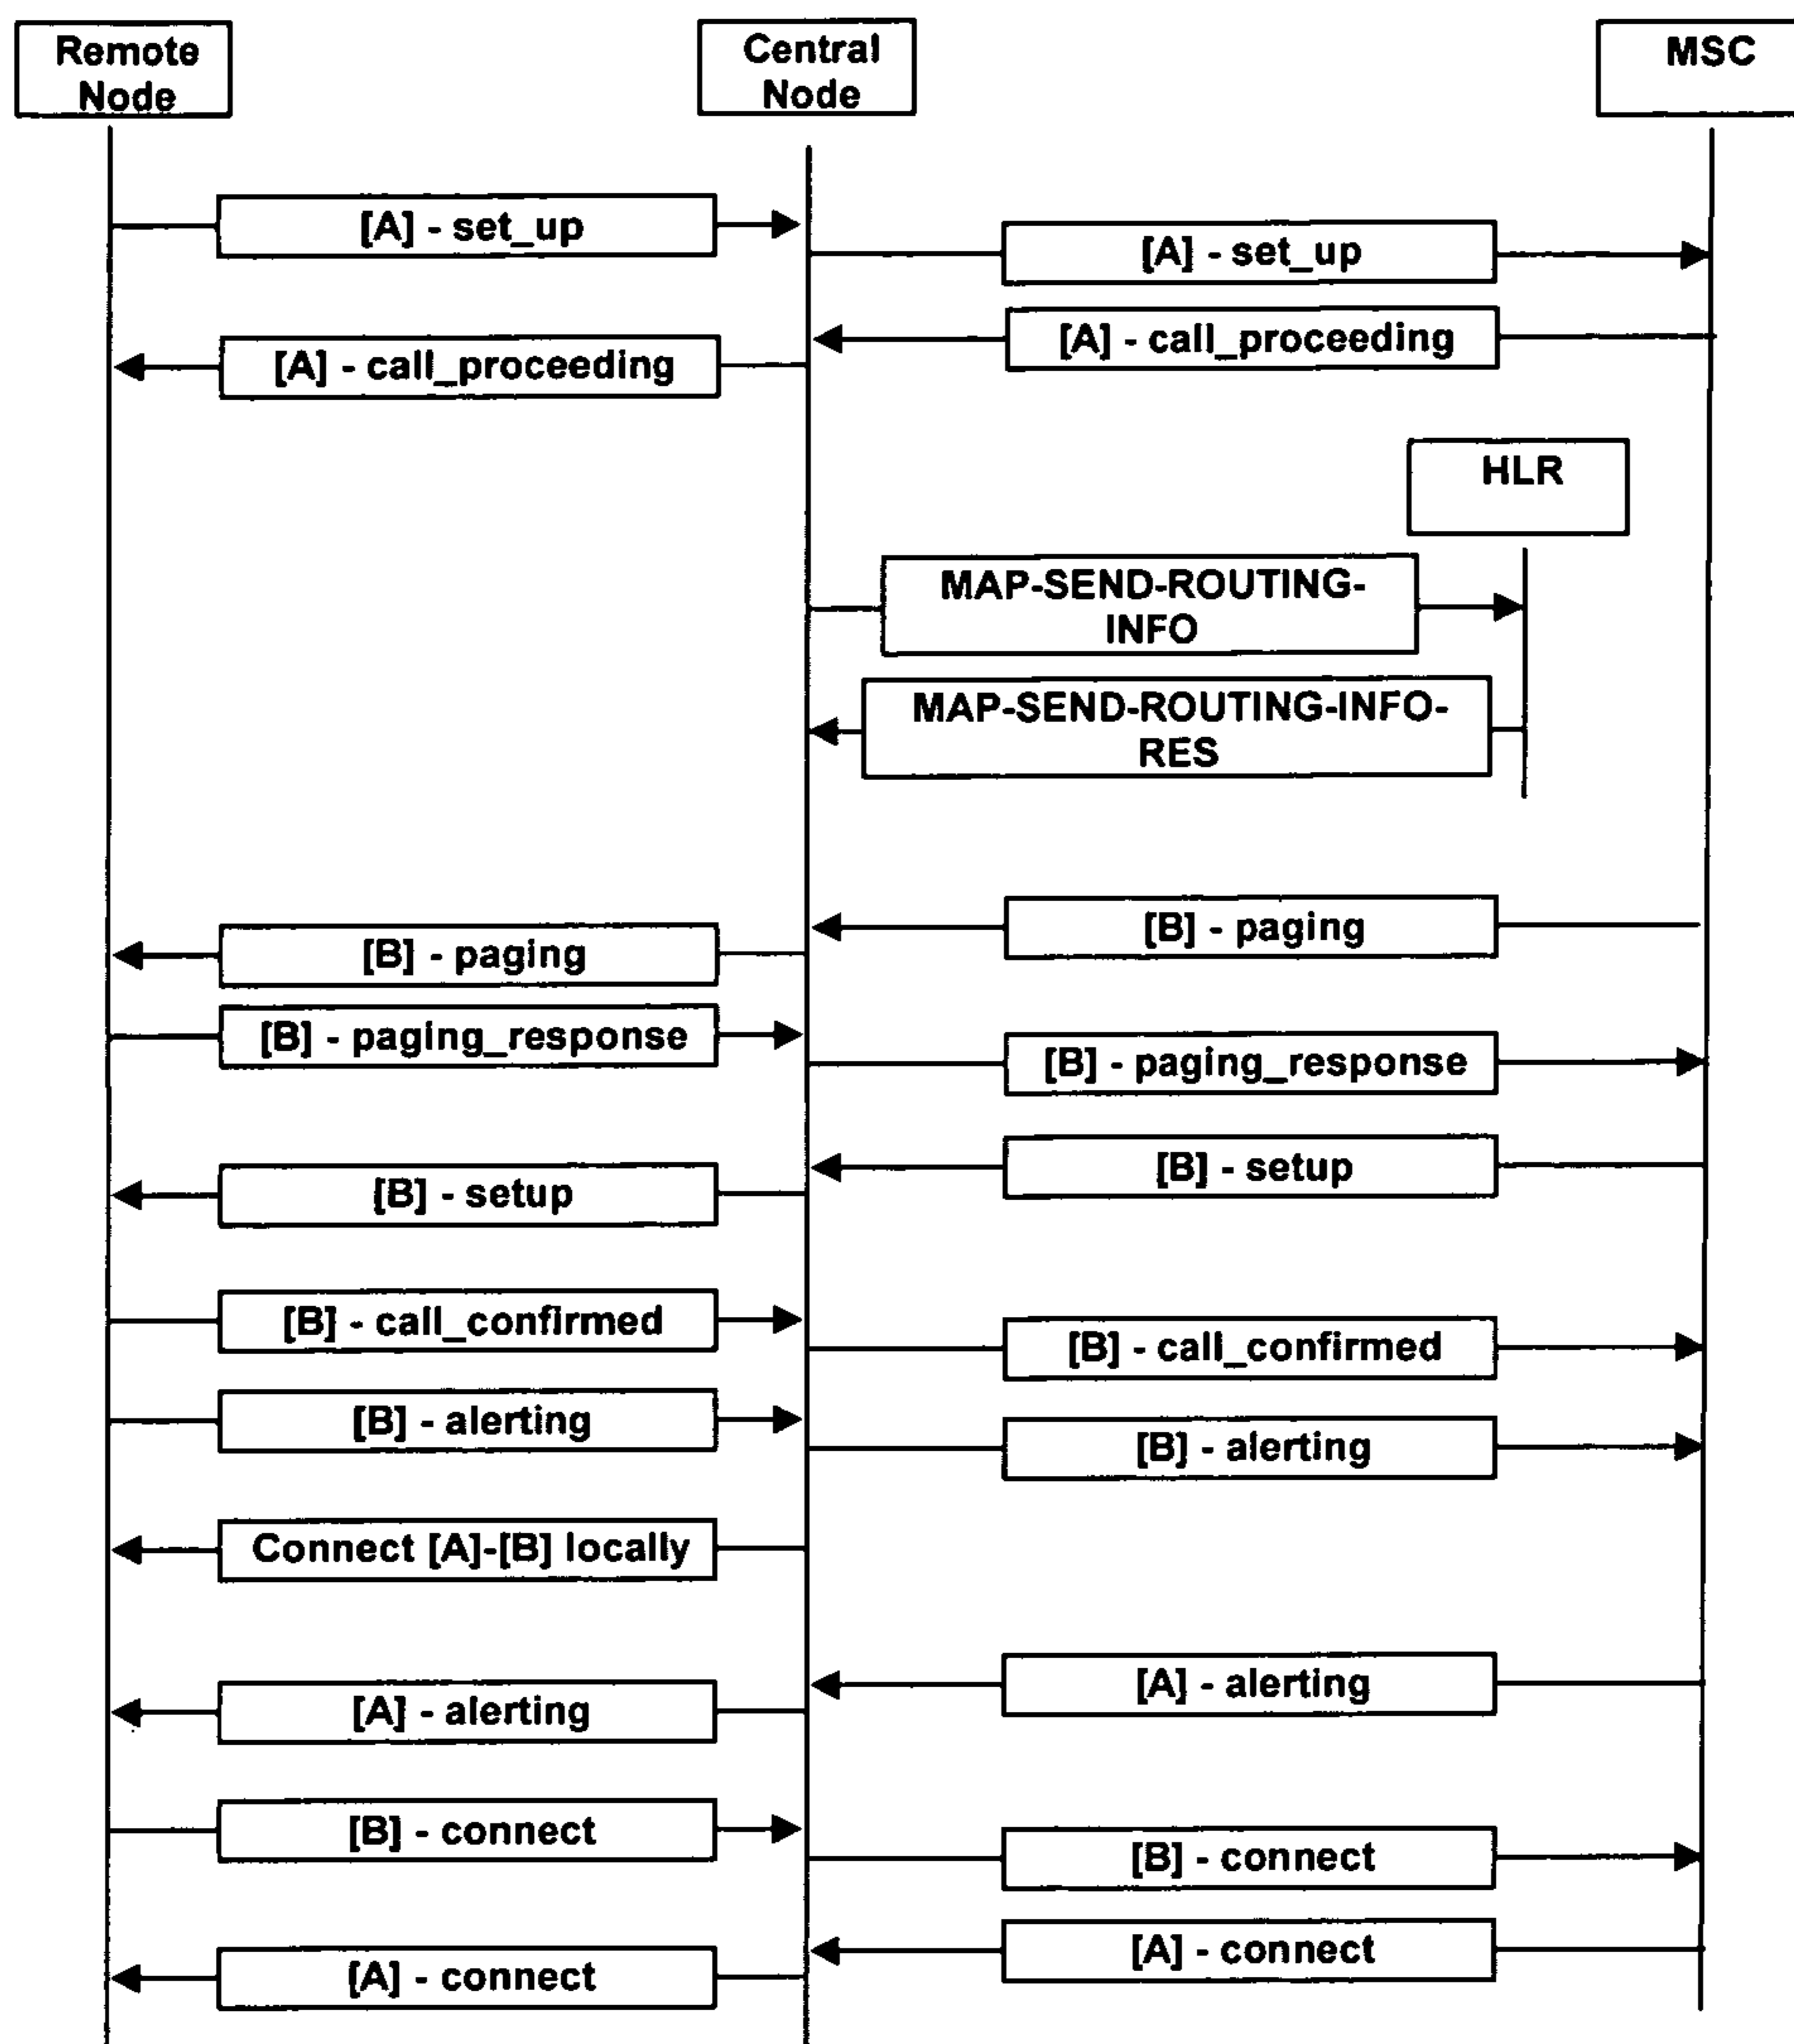 Remote
Node
Central
Node
MSC
[A] - set_up
[A] - set_up
[A] - call_proceeding
[A] - call_proceeding
HLR
MAP-SEND-ROUTING-
INFO
MAP-SEND-ROUTING-INFO-
RES
[B] - paging
[B] - paging
[B] - paging_response
[B] - paging_response
[B] - setup
[B] - setup
[B] - call_confirmed
[B] - call_confirmed
[B] - alerting
[B] - alerting
Connect [A]-[B] locally
[A] - alerting
[A] - alerting
[B] - connect
[B] - connect
[A] - connect
[A] - connect